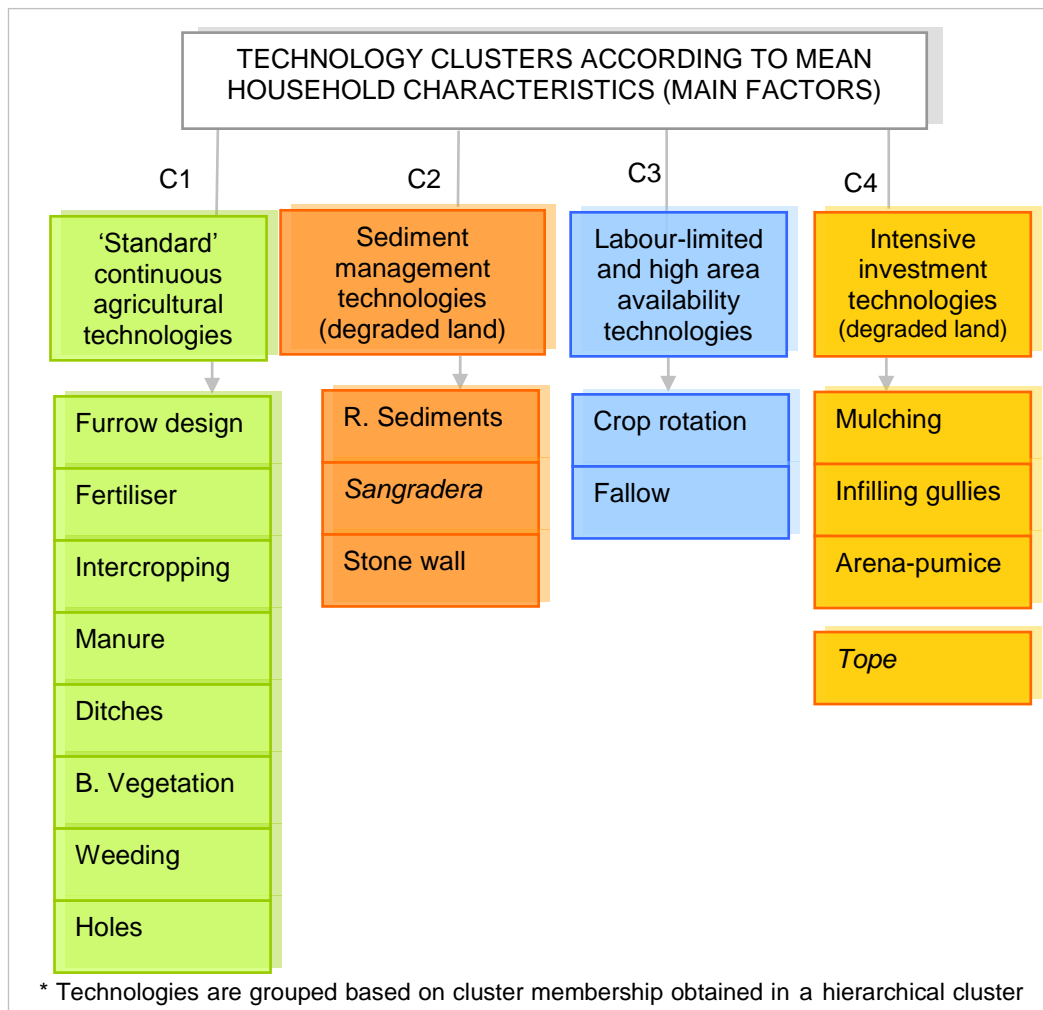 TECHNOLOGY CLUSTERS ACCORDING TO MEAN
HOUSEHOLD CHARACTERISTICS (MAIN FACTORS)
C1
C2
C3
C4
‘Standard’
continuous
agricultural
technologies
Sediment
management
technologies
(degraded land)
Labour-limited
and high area
availability
technologies
Intensive
investment
technologies
(degraded land)
Furrow design
Fertiliser
Intercropping
Manure
Ditches
B. Vegetation
Weeding
Holes
R. Sediments
Sangradera
Stone wall
Crop rotation
Fallow
Mulching
Infilling gullies
Arena-pumice
Tope
* Technologies are grouped based on cluster membership obtained in a hierarchical cluster